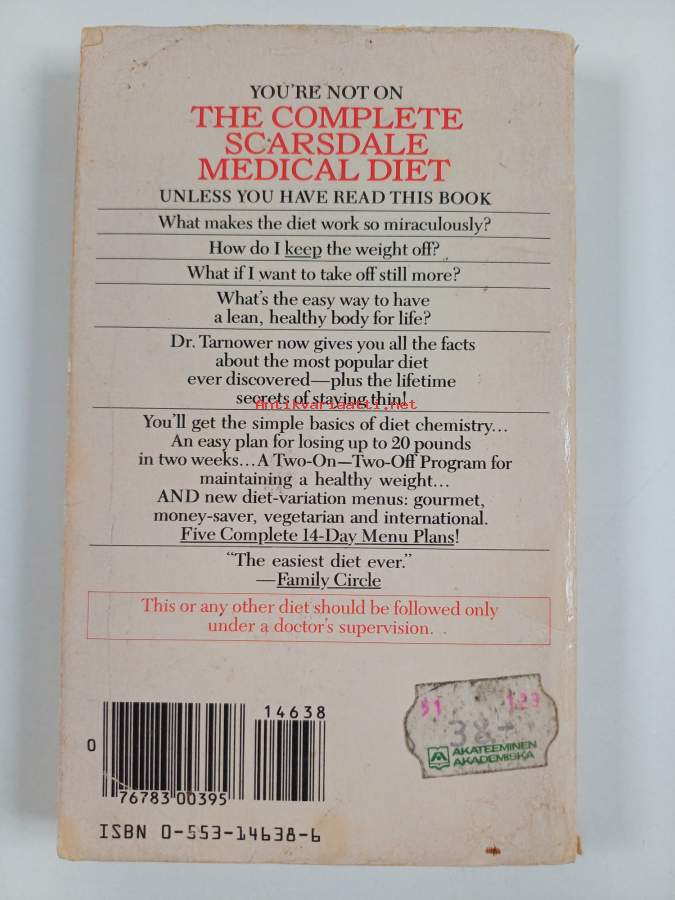 YOU'RE NOT ON
THE COMPLETE
SCARSDALE
MEDICAL DIET
UNLESS YOU HAVE READ THIS BOOK
What makes the diet work so miraculously?
How do I keep the weight off?
What if I want to take off still more?
What's the easy way to have
a lean, healthy body for life?
Dr. Tarnower now gives you all the facts
about the most popular diet
ever discovered—plus the lifetime
secrets of staying thin!
Antikvariaatti.net
You'll get the simple basics of diet chemistry...
An easy plan for losing up to 20 pounds
in two weeks...A Two-On—Two-Off Program for
maintaining a healthy weight...
AND new diet-variation menus: gourmet,
money-saver, vegetarian and international.
Five Complete 14-Day Menu Plans!
"The easiest diet ever."
—Family Circle
This or any other diet should be followed only
under a doctor's supervision.
14638
0
76783 00395
ISBN 0-553-14638-6
51 123
38,-
AKATEEMINEN
AKADEMISKA